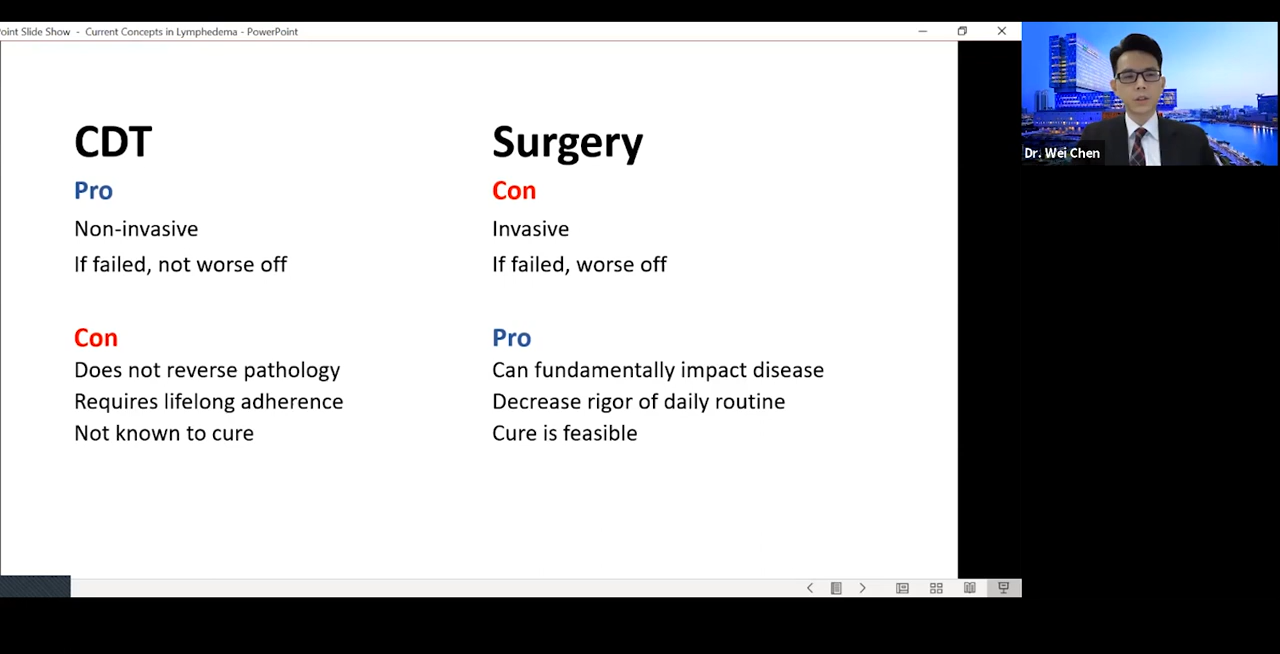 oint Slide Show - Current Concepts in Lymphedema - PowerPoint
CDT
Pro
Non-invasive
If failed, not worse off
Con
Does not reverse pathology
Requires lifelong adherence
Not known to cure
Surgery
Con
Invasive
If failed, worse off
Pro
Can fundamentally impact disease
Decrease rigor of daily routine
Cure is feasible
Dr. Wei Chen